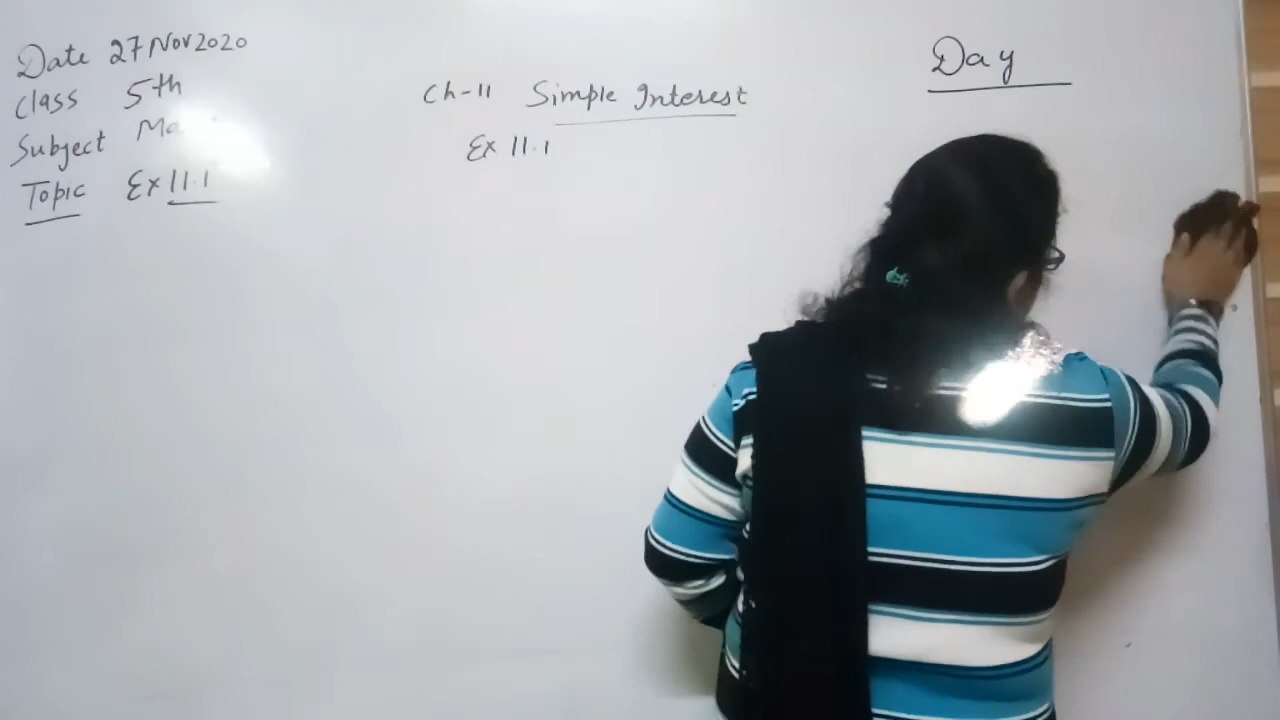 Date 27 Nov 2020
Class 5th
Subject
Topic Ex 11.1
Ch-11 Simple Interest
Ex 11.1
Day